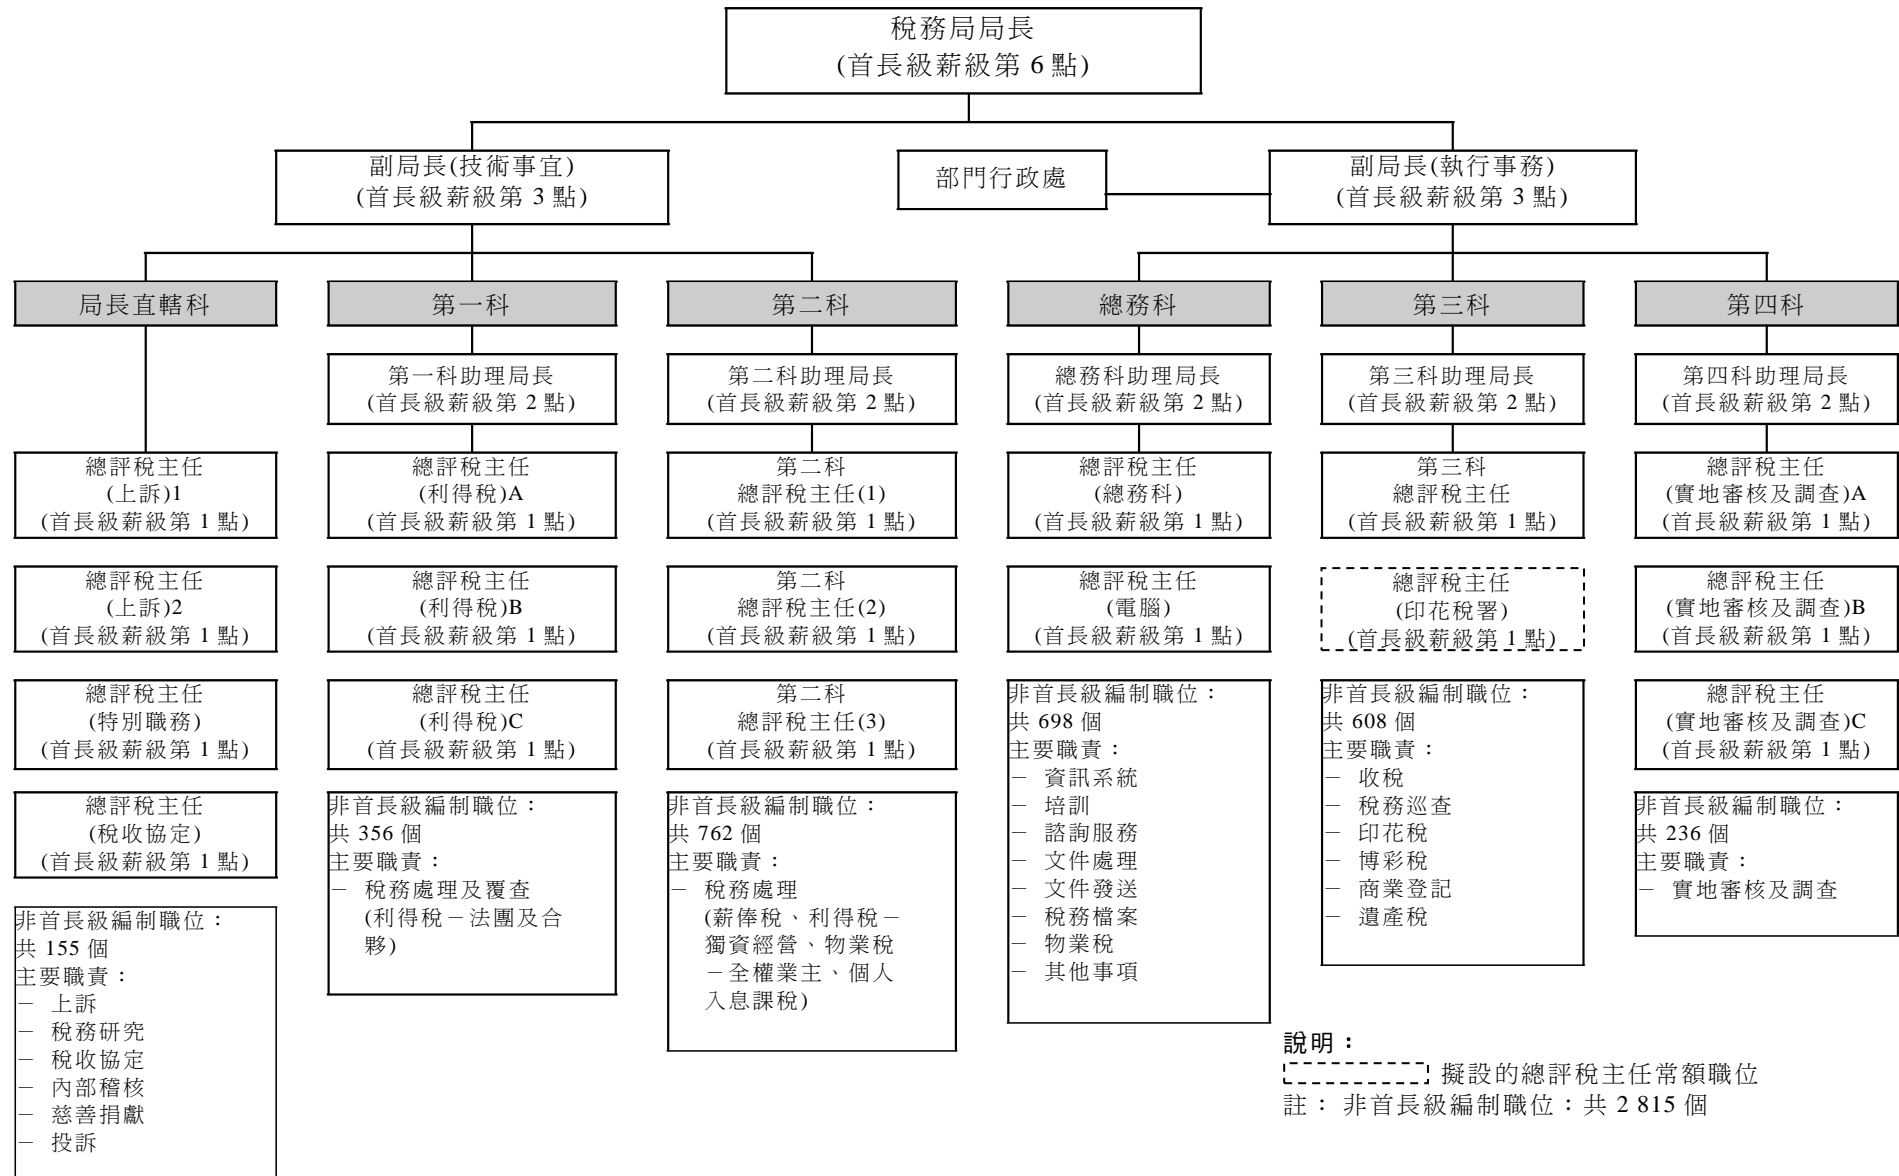 稅務局局長
(首長級薪級第 6 點)
副局長(技術事宜)
(首長級薪級第 3 點)
部門行政處
副局長(執行事務)
(首長級薪級第 3 點)
局長直轄科
總評稅主任
(上訴)1
(首長級薪級第 1 點)
總評稅主任
(上訴)2
(首長級薪級第 1 點)
總評稅主任
(特別職務)
(首長級薪級第 1 點)
總評稅主任
(稅收協定)
(首長級薪級第 1 點)
非首長級編制職位：
共 155 個
主要職責：
－ 上訴
－ 稅務研究
－ 稅收協定
－ 內部稽核
－ 慈善捐獻
－ 投訴
第一科
第一科助理局長
(首長級薪級第 2 點)
總評稅主任
(利得稅)A
(首長級薪級第 1 點)
總評稅主任
(利得稅)B
(首長級薪級第 1 點)
總評稅主任
(利得稅)C
(首長級薪級第 1 點)
非首長級編制職位：
共 356 個
主要職責：
－ 稅務處理及覆查
(利得稅－法團及合
夥)
第二科
第二科助理局長
(首長級薪級第 2 點)
第二科
總評稅主任(1)
(首長級薪級第 1 點)
第二科
總評稅主任(2)
(首長級薪級第 1 點)
第二科
總評稅主任(3)
(首長級薪級第 1 點)
非首長級編制職位：
共 762 個
主要職責：
－ 稅務處理
(薪俸稅、利得稅－
獨資經營、物業稅
－全權業主、個人
入息課稅)
總務科
總務科助理局長
(首長級薪級第 2 點)
總評稅主任
(總務科)
(首長級薪級第 1 點)
總評稅主任
(電腦)
(首長級薪級第 1 點)
非首長級編制職位：
共 698 個
主要職責：
－ 資訊系統
－ 培訓
－ 諮詢服務
－ 文件處理
－ 文件發送
－ 稅務檔案
－ 物業稅
－ 其他事項
第三科
第三科助理局長
(首長級薪級第 2 點)
第三科
總評稅主任
(首長級薪級第 1 點)
總評稅主任
(印花稅署)
(首長級薪級第 1 點)
非首長級編制職位：
共 608 個
主要職責：
－ 收稅
－ 稅務巡查
－ 印花稅
－ 博彩稅
－ 商業登記
－ 遺產稅
第四科
第四科助理局長
(首長級薪級第 2 點)
總評稅主任
(實地審核及調查)A
(首長級薪級第 1 點)
總評稅主任
(實地審核及調查)B
(首長級薪級第 1 點)
總評稅主任
(實地審核及調查)C
(首長級薪級第 1 點)
非首長級編制職位：
共 236 個
主要職責：
－ 實地審核及調查
說明：
擬設的總評稅主任常額職位
註： 非首長級編制職位：共 2 815 個